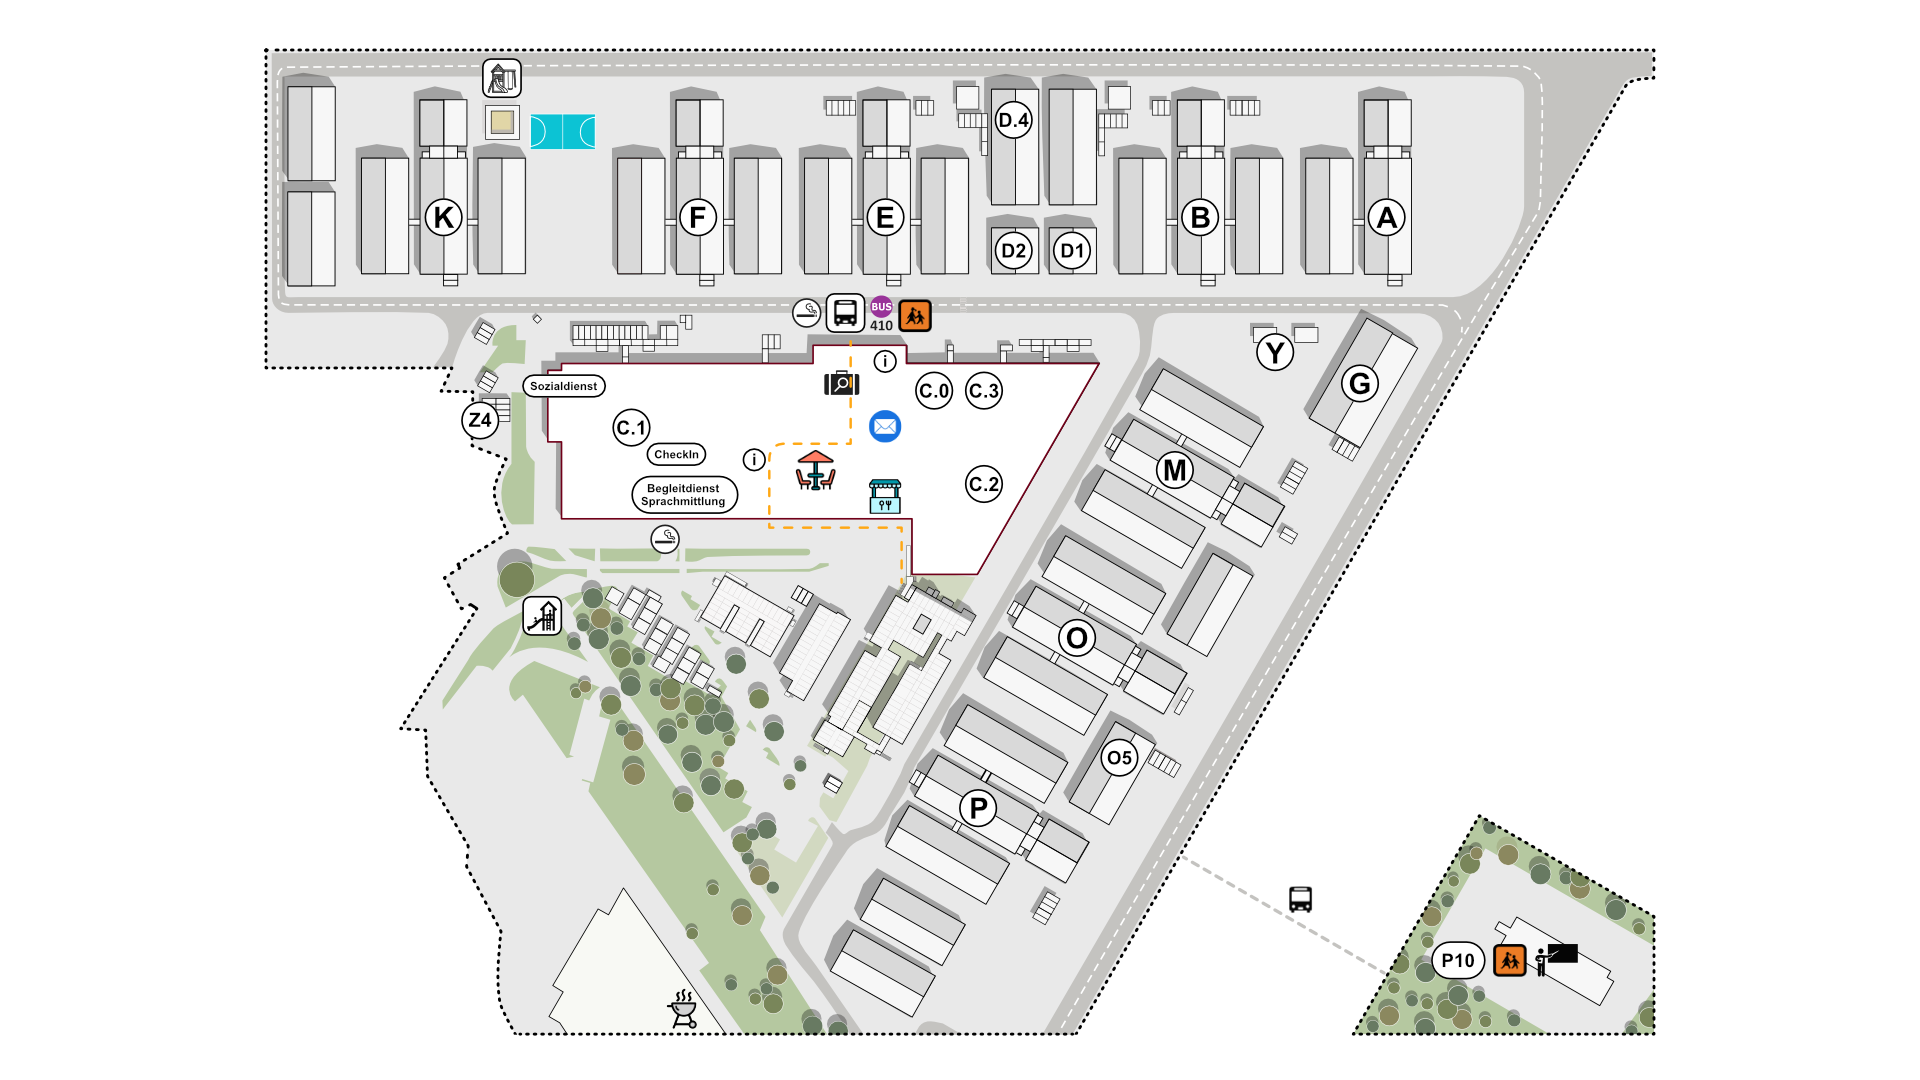 D.4
K
F
E
B
A
D2
D1
BUS
410
Y
i
G
Sozialdienst
C.0
C.3
Z4
C.1
CheckIn
i
M
C.2
Begleitdienst
Sprachmittlung
O
O5
P
P10